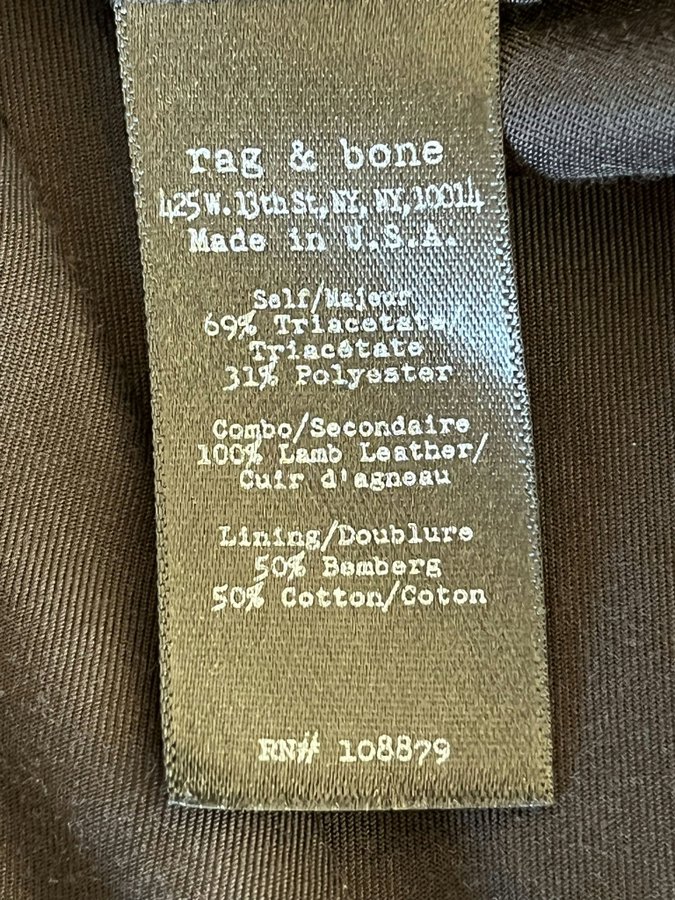 rag & bone
425 W. 13th St, NY, NY, 10014
Made in U.S.A.
Self/Majeur
69% Triacetate/
Triacétate
31% Polyester
Combo/Secondaire
100% Lamb Leather/
Cuir d'agneau
Lining/Doublure
50% Bemberg
50% Cotton/Coton
RN# 108879